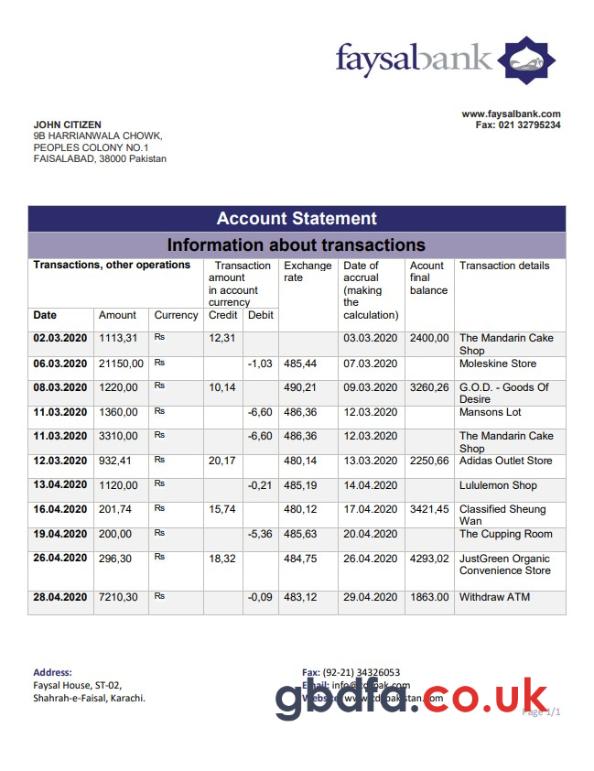 faysalbank
www.faysalbank.com
Fax: 021 32795234
JOHN CITIZEN
9B HARRIANWALA CHOWK,
PEOPLES COLONY NO.1
FAISALABAD, 38000 Pakistan
Account Statement
Information about transactions
Transactions, other operations Transaction amount in account currency Exchange rate Date of accrual (making the calculation) Acount final balance Transaction details
Date Amount Currency Credit Debit
02.03.2020 1113,31 Rs 12,31 03.03.2020 2400,00 The Mandarin Cake Shop
06.03.2020 21150,00 Rs -1,03 485,44 07.03.2020 Moleskine Store
08.03.2020 1220,00 Rs 10,14 490,21 09.03.2020 3260,26 G.O.D. - Goods Of Desire
11.03.2020 1360,00 Rs -6,60 486,36 12.03.2020 Mansons Lot
11.03.2020 3310,00 Rs -6,60 486,36 12.03.2020 The Mandarin Cake Shop
12.03.2020 932,41 Rs 20,17 480,14 13.03.2020 2250,66 Adidas Outlet Store
13.04.2020 1120,00 Rs -0,21 485,19 14.04.2020 Lululemon Shop
16.04.2020 201,74 Rs 15,74 480,12 17.04.2020 3421,45 Classified Sheung Wan
19.04.2020 200,00 Rs -5,36 485,63 20.04.2020 The Cupping Room
26.04.2020 296,30 Rs 18,32 484,75 26.04.2020 4293,02 JustGreen Organic Convenience Store
28.04.2020 7210,30 Rs -0,09 483,12 29.04.2020 1863.00 Withdraw ATM
Address:
Faysal House, ST-02,
Shahrah-e-Faisal, Karachi.
Fax: (92-21) 34326053
gbdfa.co.uk
Page 1/1